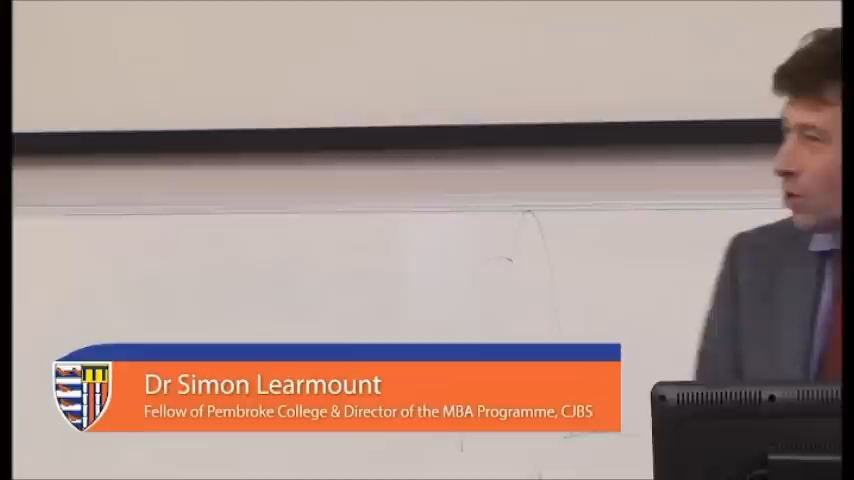 Dr Simon Learmount
Fellow of Pembroke College & Director of the MBA Programme, CJBS